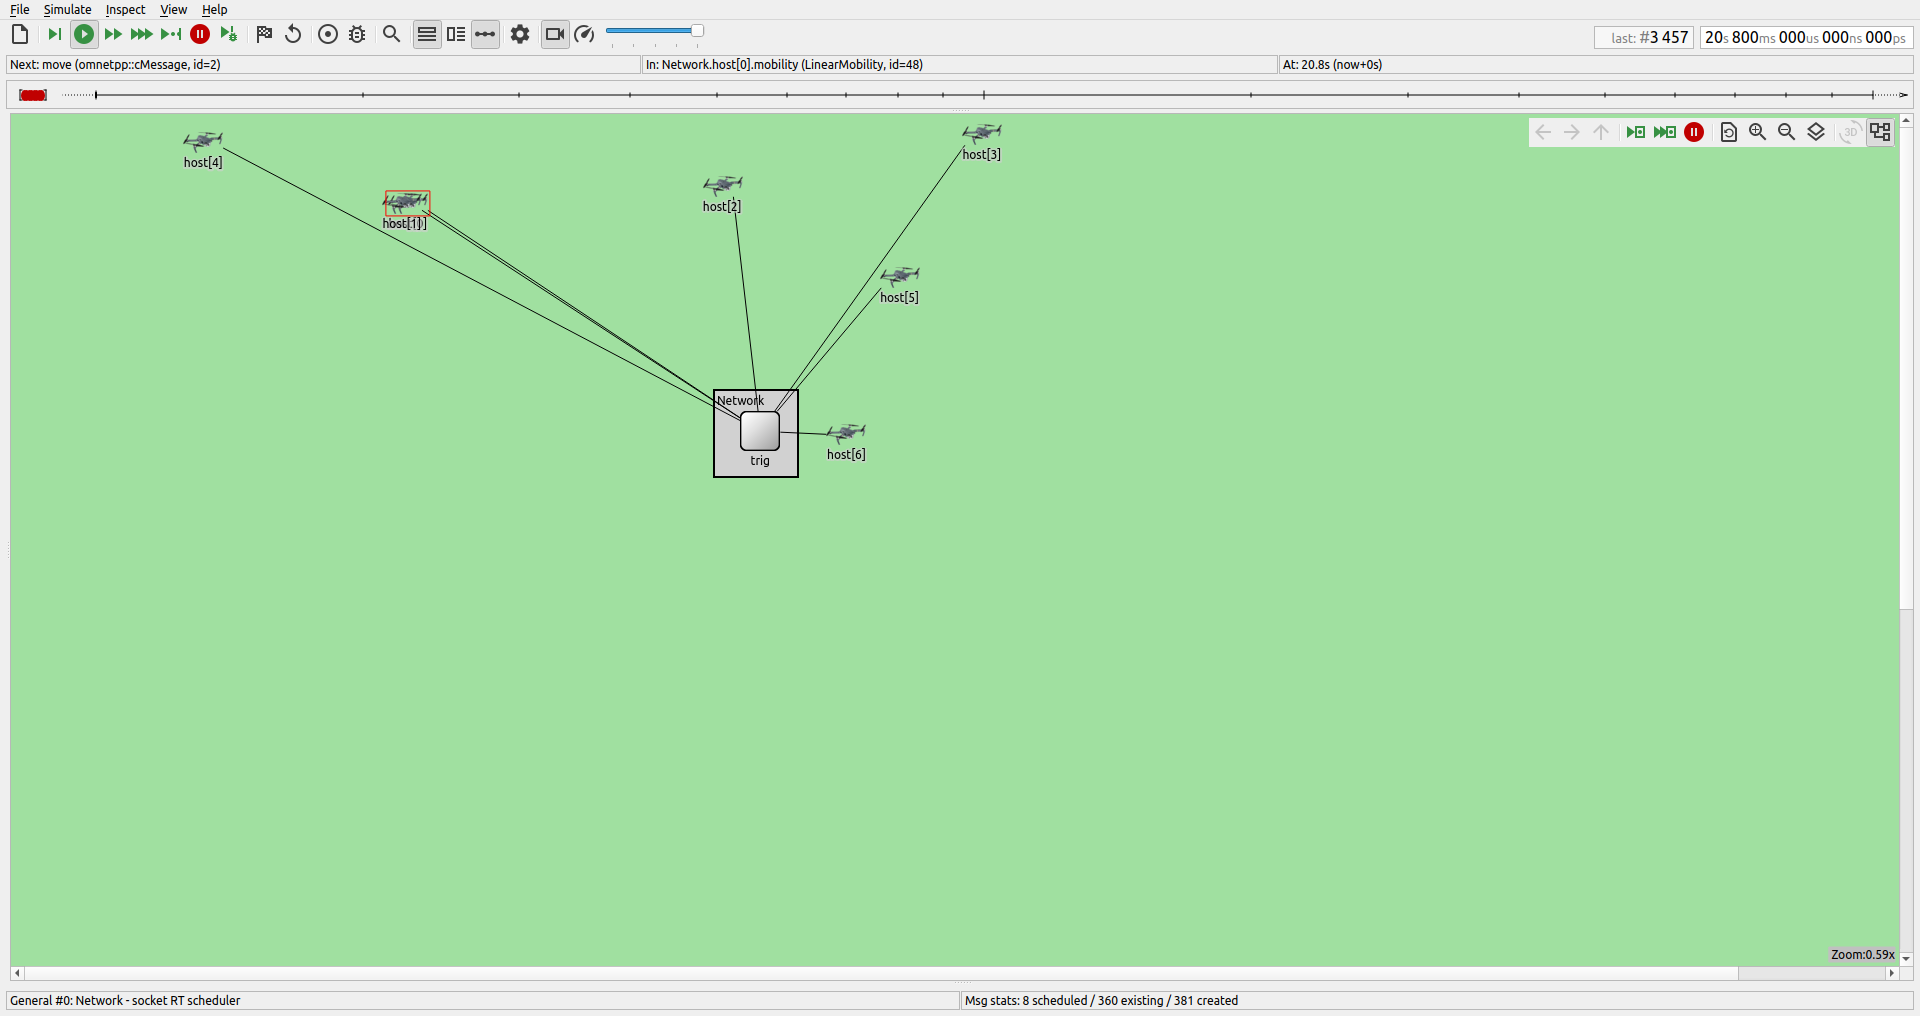 File Simulate Inspect View Help
last: #3 457
20s 800ms 000us 000ns 000ps
Next: move (omnetpp::cMessage, id=2)
In: Network.host[0].mobility (LinearMobility, id=48)
At: 20.8s (now+0s)
3D
host[4]
host[3]
host[1]
host[2]
host[5]
Network
trig
host[6]
Zoom:0.59x
General #0: Network - socket RT scheduler
Msg stats: 8 scheduled / 360 existing / 381 created